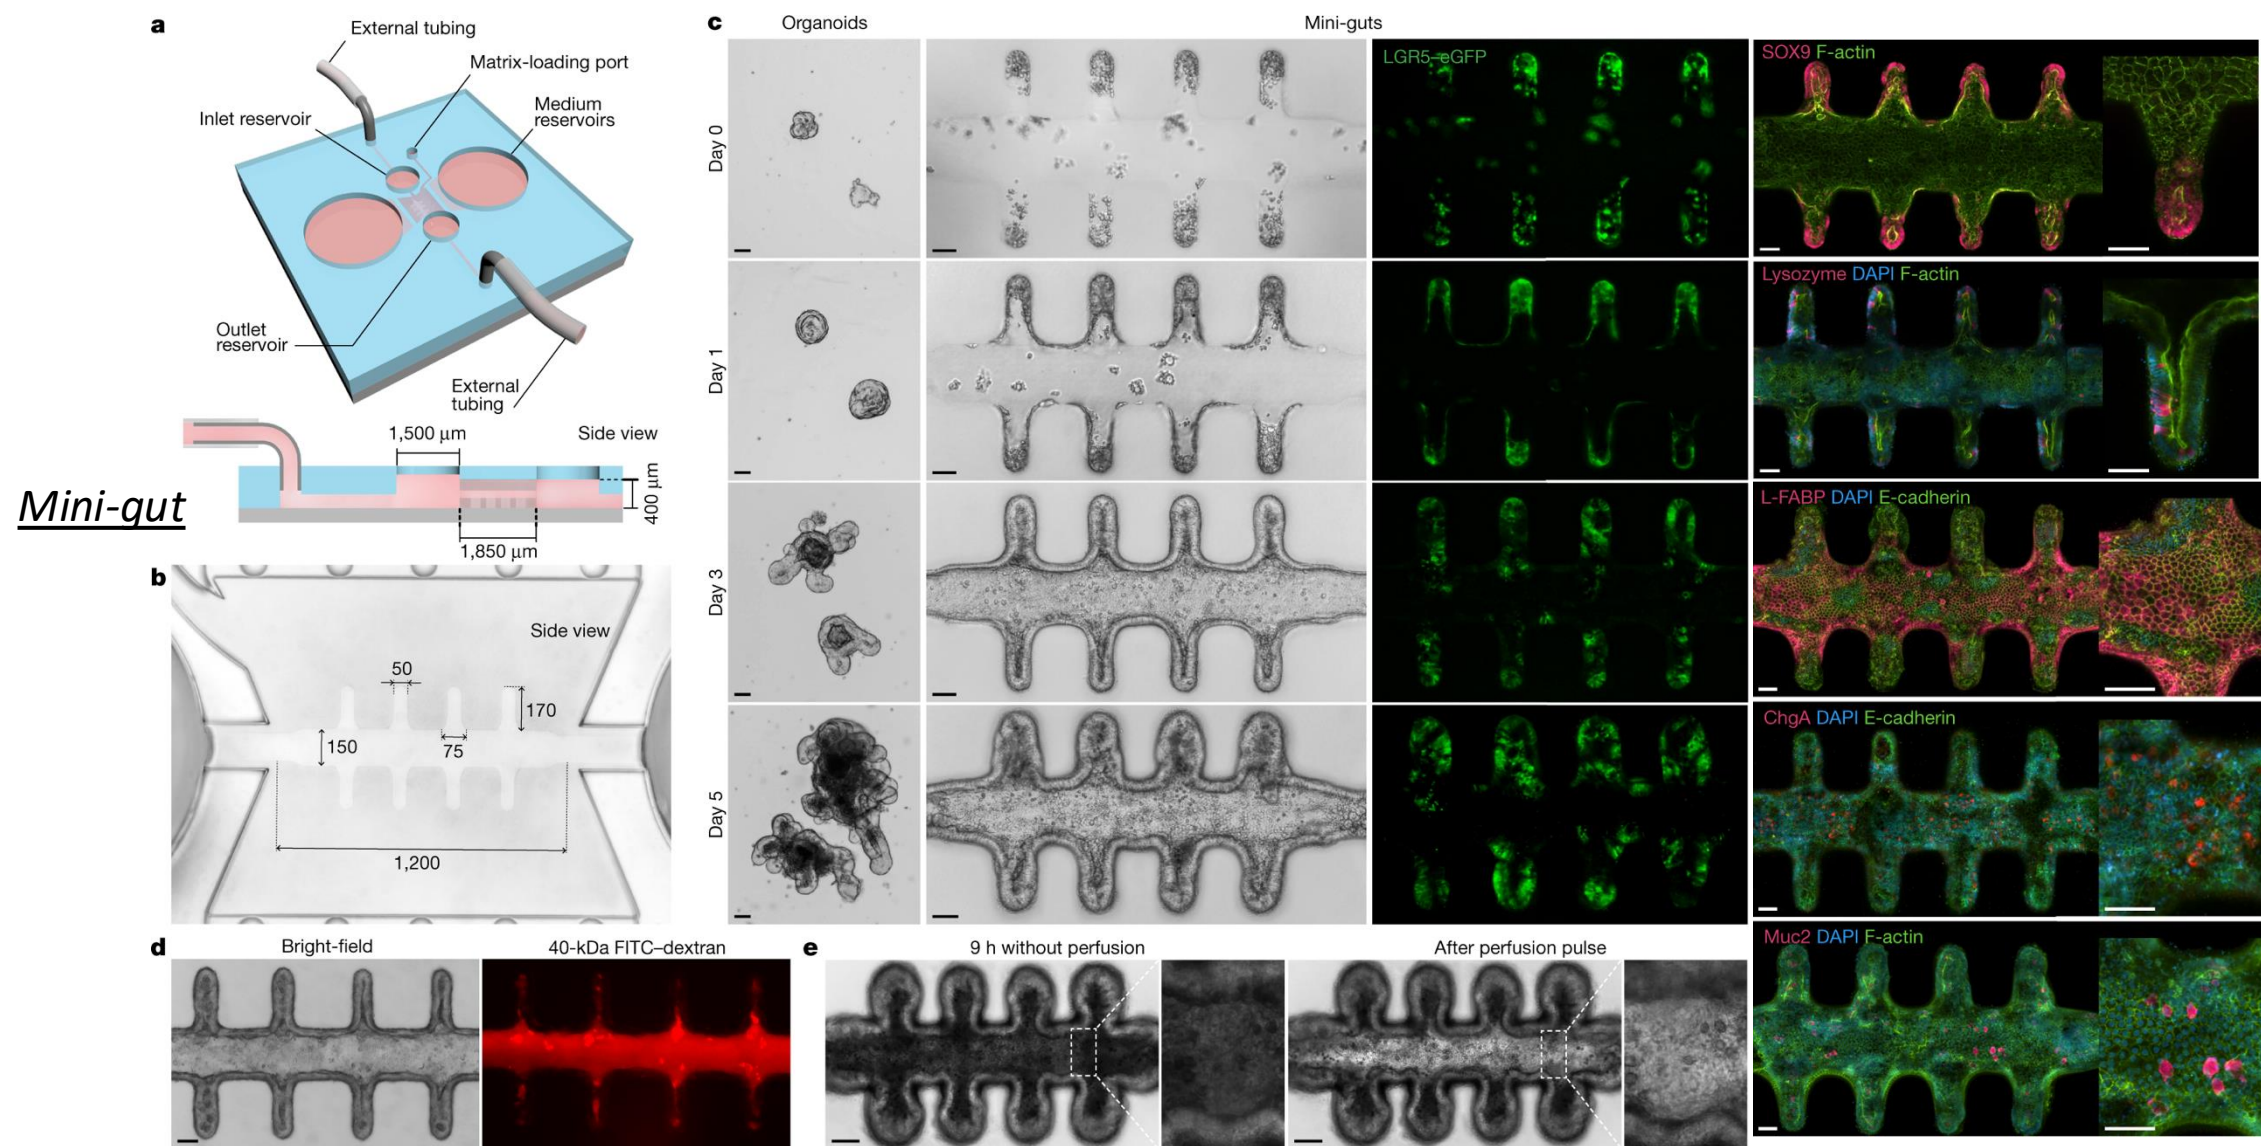 Mini-gut
a
External tubing
Matrix-loading port
Inlet reservoir
Medium
reservoirs
Outlet
reservoir
External
tubing
1,500 µm
Side view
400 µm
1,850 µm
b
Side view
50
170
150
75
1,200
c
Organoids
Mini-guts
Day 0
Day 1
Day 3
Day 5
LGR5–eGFP
SOX9 F-actin
Lysozyme DAPI F-actin
L-FABP DAPI E-cadherin
ChgA DAPI E-cadherin
Muc2 DAPI F-actin
d
Bright-field
40-kDa FITC–dextran
e
9 h without perfusion
After perfusion pulse